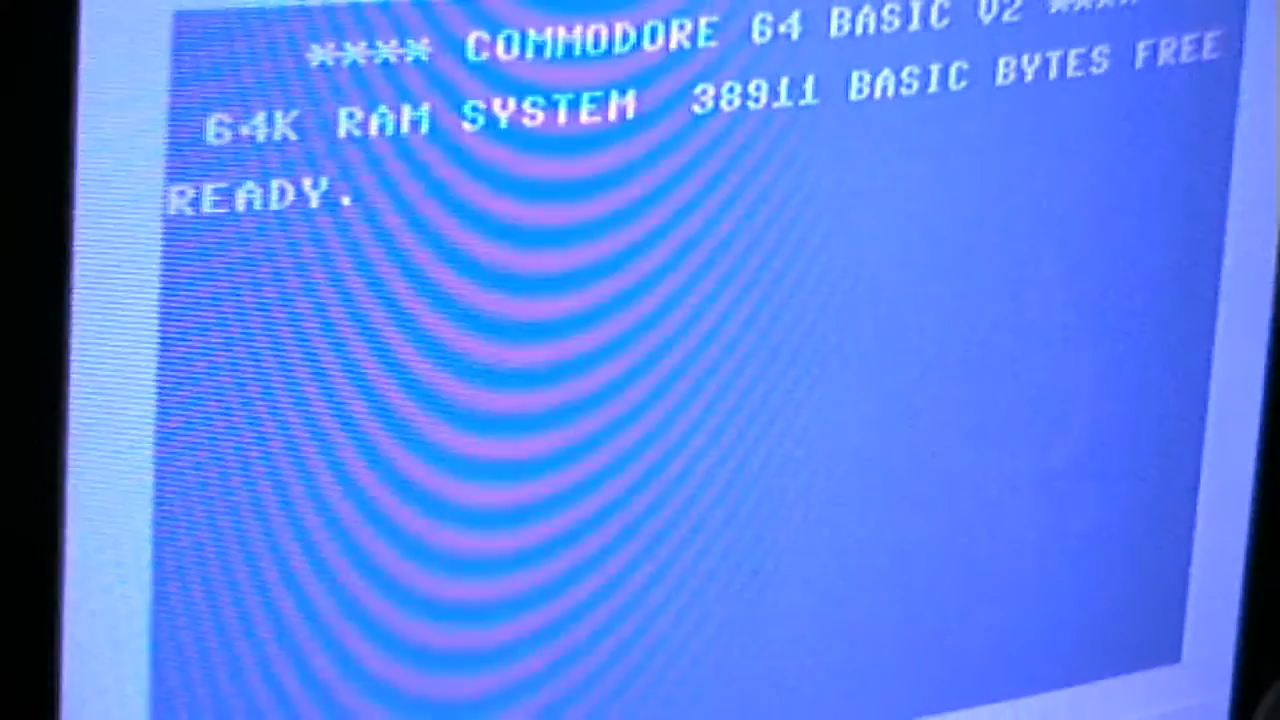 **** COMMODORE 64 BASIC V2 ****
64K RAM SYSTEM 38911 BASIC BYTES FREE
READY.